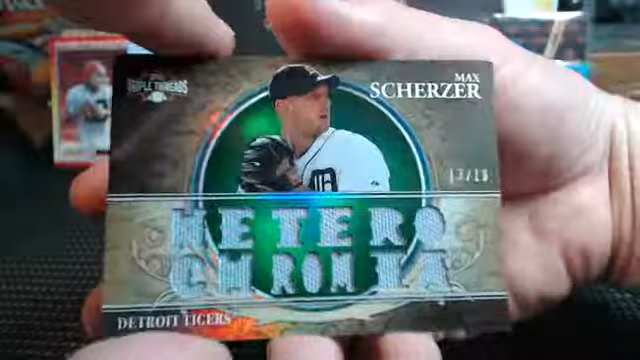 TRIPLE THREADS
MAX
SCHERZER
HETERO
CHROMIA
DETROIT TIGERS